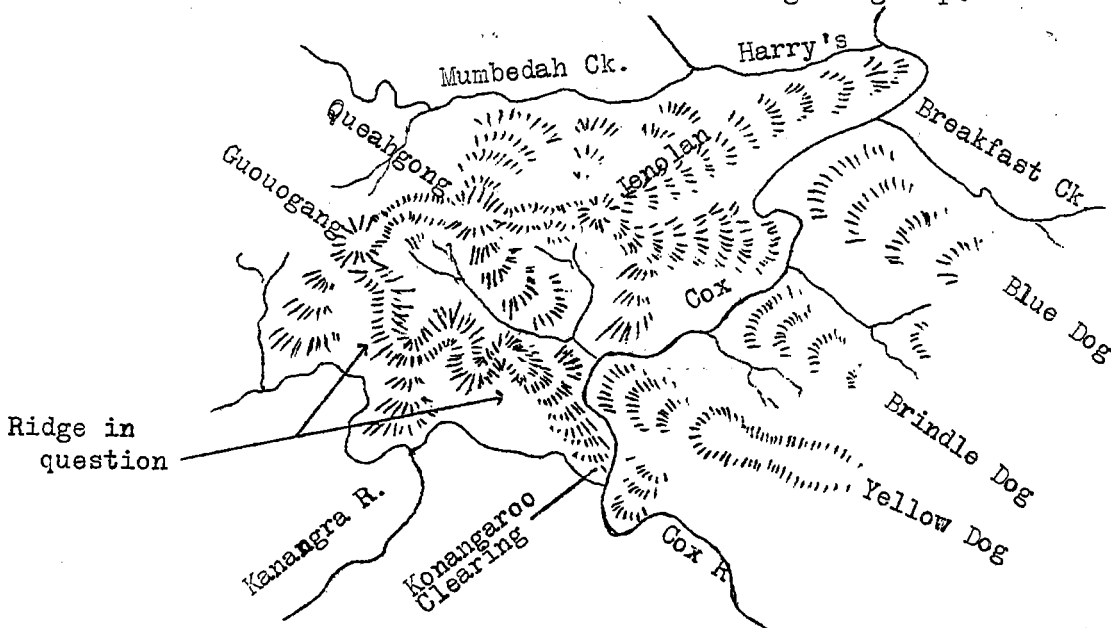 Harry's
Mumbedah Ck.
Queahgong
Guouogang
Jenolan
Breakfast Ck
Cox
Blue Dog
Ridge in
question
Brindle Dog
Yellow Dog
Kanangra R.
Konangaroo
Clearing
Cox R